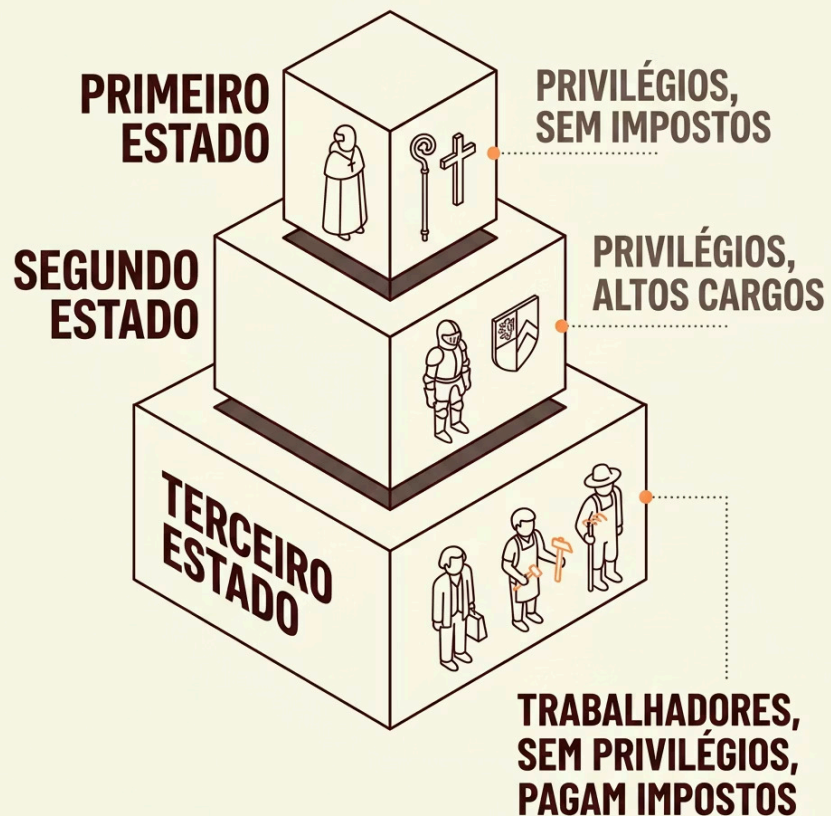 PRIMEIRO
ESTADO
PRIVILÉGIOS,
SEM IMPOSTOS
SEGUNDO
ESTADO
PRIVILÉGIOS,
ALTOS CARGOS
TERCEIRO
ESTADO
TRABALHADORES,
SEM PRIVILÉGIOS,
PAGAM IMPOSTOS